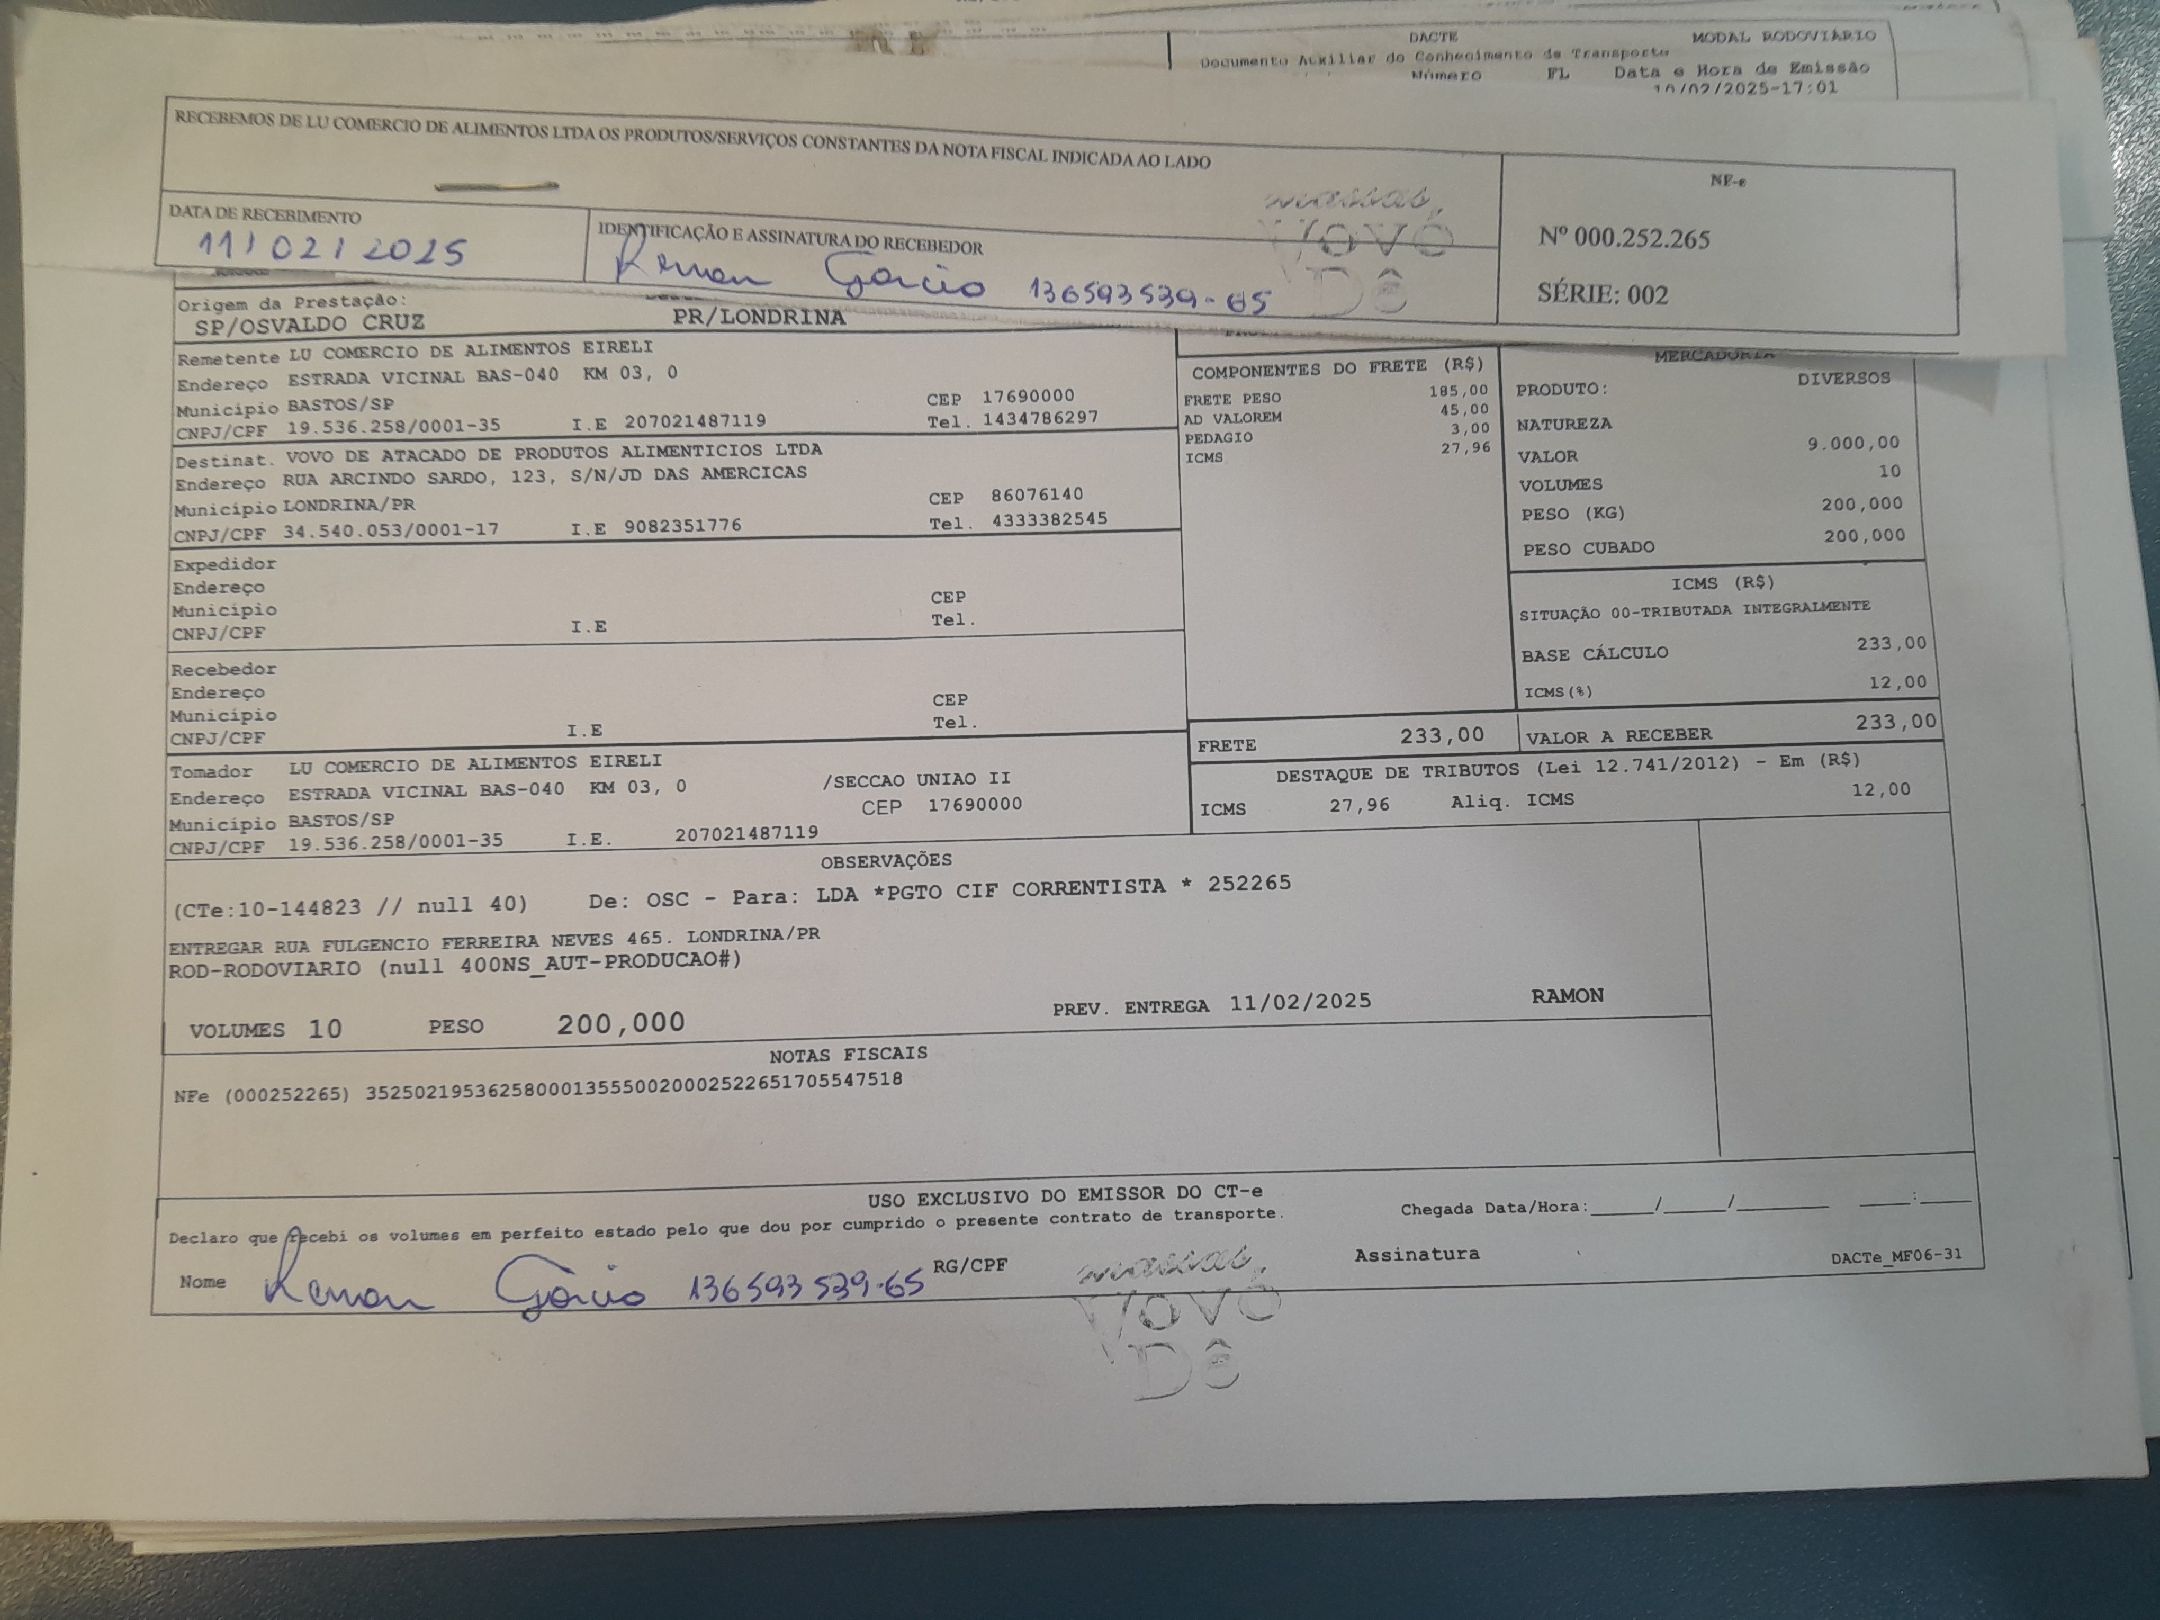 DACTE
MODAL RODOVIÁRIO
Documento Auxiliar do Conhecimento de Transporte
Número FL Data e Hora de Emissão
10/02/2025-17:01
RECEBEMOS DE LU COMERCIO DE ALIMENTOS LTDA OS PRODUTOS/SERVIÇOS CONSTANTES DA NOTA FISCAL INDICADA AO LADO
NF-e
Nº 000.252.265
SÉRIE: 002
DATA DE RECEBIMENTO
11/02/2025
IDENTIFICAÇÃO E ASSINATURA DO RECEBEDOR
136593539-65
massas
Vovó
Dê
Origem da Prestação:
SP/OSVALDO CRUZ PR/LONDRINA
Remetente LU COMERCIO DE ALIMENTOS EIRELI
Endereço ESTRADA VICINAL BAS-040 KM 03, 0
Município BASTOS/SP CEP 17690000
CNPJ/CPF 19.536.258/0001-35 I.E 207021487119 Tel. 1434786297
Destinat. VOVO DE ATACADO DE PRODUTOS ALIMENTICIOS LTDA
Endereço RUA ARCINDO SARDO, 123, S/N/JD DAS AMERCICAS
Município LONDRINA/PR CEP 86076140
CNPJ/CPF 34.540.053/0001-17 I.E 9082351776 Tel. 4333382545
Expedidor
Endereço
Município CEP
CNPJ/CPF I.E Tel.
Recebedor
Endereço
Município CEP
CNPJ/CPF I.E Tel.
Tomador LU COMERCIO DE ALIMENTOS EIRELI
Endereço ESTRADA VICINAL BAS-040 KM 03, 0 /SECCAO UNIAO II
Município BASTOS/SP CEP 17690000
CNPJ/CPF 19.536.258/0001-35 I.E. 207021487119
COMPONENTES DO FRETE (R$)
FRETE PESO 185,00
AD VALOREM 45,00
PEDAGIO 3,00
ICMS 27,96
MERCADORIA
PRODUTO: DIVERSOS
NATUREZA
VALOR 9.000,00
VOLUMES 10
PESO (KG) 200,000
PESO CUBADO 200,000
ICMS (R$)
SITUAÇÃO 00-TRIBUTADA INTEGRALMENTE
BASE CÁLCULO 233,00
ICMS(%) 12,00
FRETE 233,00 VALOR A RECEBER 233,00
DESTAQUE DE TRIBUTOS (Lei 12.741/2012) - Em (R$)
ICMS 27,96 Aliq. ICMS 12,00
OBSERVAÇÕES
(CTe:10-144823 // null 40) De: OSC - Para: LDA *PGTO CIF CORRENTISTA * 252265
ENTREGAR RUA FULGENCIO FERREIRA NEVES 465. LONDRINA/PR
ROD-RODOVIARIO (null 400NS_AUT-PRODUCAO#)
VOLUMES 10 PESO 200,000 PREV. ENTREGA 11/02/2025 RAMON
NOTAS FISCAIS
NFe (000252265) 35250219536258000135550020002522651705547518
USO EXCLUSIVO DO EMISSOR DO CT-e
Declaro que recebi os volumes em perfeito estado pelo que dou por cumprido o presente contrato de transporte.
Chegada Data/Hora:_____/_____/________ ____:____
Nome 136593539-65 RG/CPF
Assinatura
DACTe_MF06-31
massas
Vovó
Dê